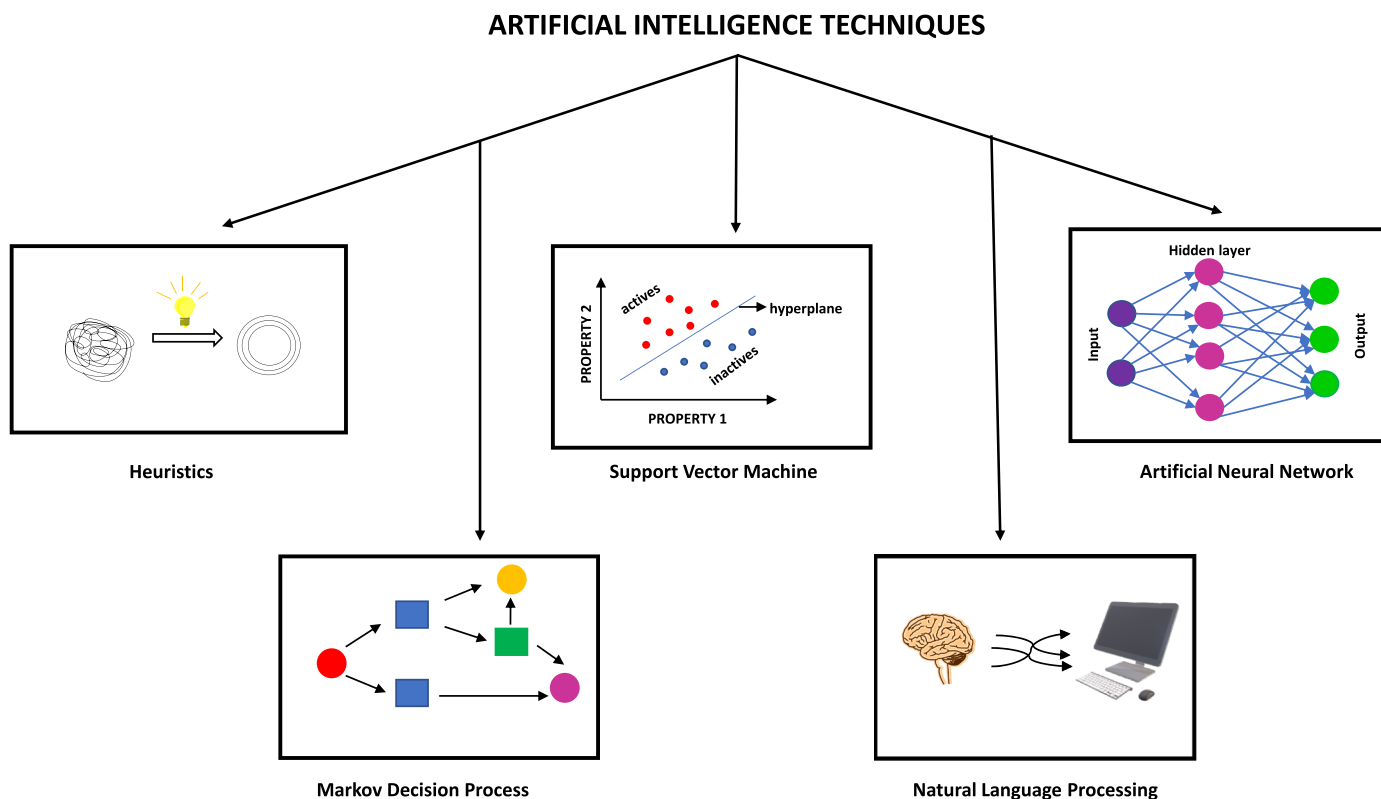 ARTIFICIAL INTELLIGENCE TECHNIQUES
Heuristics
PROPERTY 2
actives
hyperplane
inactives
PROPERTY 1
Support Vector Machine
Hidden layer
Input
Output
Artificial Neural Network
Markov Decision Process
Natural Language Processing